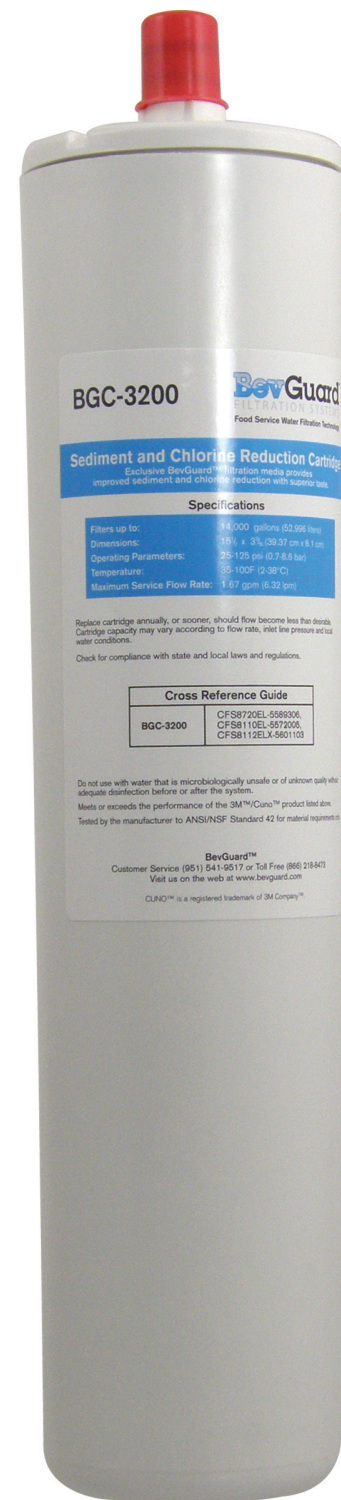 BGC-3200
BevGuard
FILTRATION SYSTEMS
Food Service Water Filtration Technology
Sediment and Chlorine Reduction Cartridge
Exclusive BevGuard™ filtration media provides
improved sediment and chlorine reduction with superior taste.
Specifications
Filters up to: 14,000 gallons (52,996 liters)
Dimensions: 15½ x 3³⁄₁₆ (39.37 cm x 8.1 cm)
Operating Parameters: 25-125 psi (0.7-8.6 bar)
Temperature: 35-100F (2-38°C)
Maximum Service Flow Rate: 1.67 gpm (6.32 lpm)
Replace cartridge annually, or sooner, should flow become less than desirable.
Cartridge capacity may vary according to flow rate, inlet line pressure and local
water conditions.
Check for compliance with state and local laws and regulations.
Cross Reference Guide
BGC-3200
CFS8720EL-5589306,
CFS8110EL-5572005,
CFS8112ELX-5601103
Do not use with water that is microbiologically unsafe or of unknown quality without
adequate disinfection before or after the system.
Meets or exceeds the performance of the 3M™/Cuno™ product listed above.
Tested by the manufacturer to ANSI/NSF Standard 42 for material requirements only.
BevGuard™
Customer Service (951) 541-9517 or Toll Free (866) 218-8473
Visit us on the web at www.bevguard.com
CUNO™ is a registered trademark of 3M Company™.